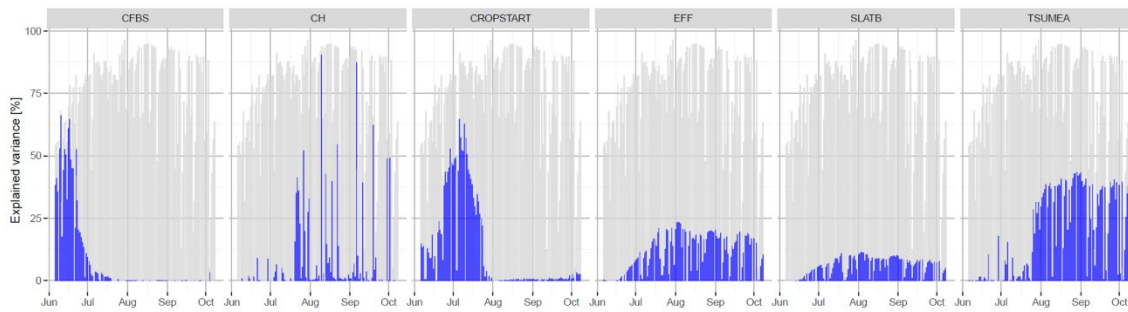 CFBS CH CROPSTART EFF SLATB TSUMEA
100
75
50
25
0
Explained variance [%]
Jun Jul Aug Sep Oct Jun Jul Aug Sep Oct Jun Jul Aug Sep Oct Jun Jul Aug Sep Oct Jun Jul Aug Sep Oct Jun Jul Aug Sep Oct